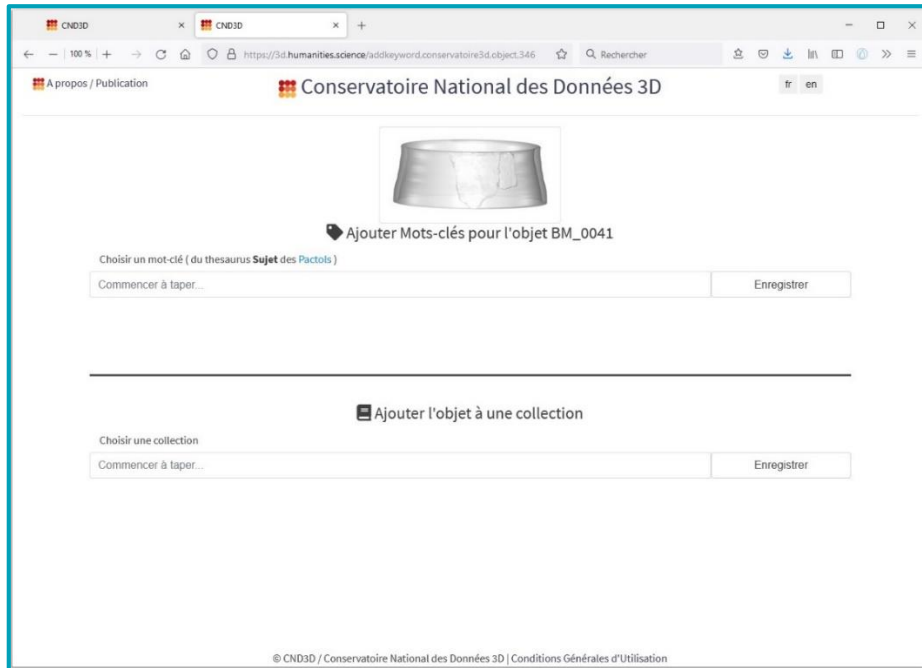 CND3D
CND3D
100 %
https://3d.humanities.science/addkeyword.conservatoire3d.object.346
Rechercher
A propos / Publication
Conservatoire National des Données 3D
fr en
Ajouter Mots-clés pour l'objet BM_0041
Choisir un mot-clé ( du thesaurus Sujet des Pactols )
Commencer à taper...
Enregistrer
Ajouter l'objet à une collection
Choisir une collection
Commencer à taper...
Enregistrer
© CND3D / Conservatoire National des Données 3D | Conditions Générales d'Utilisation